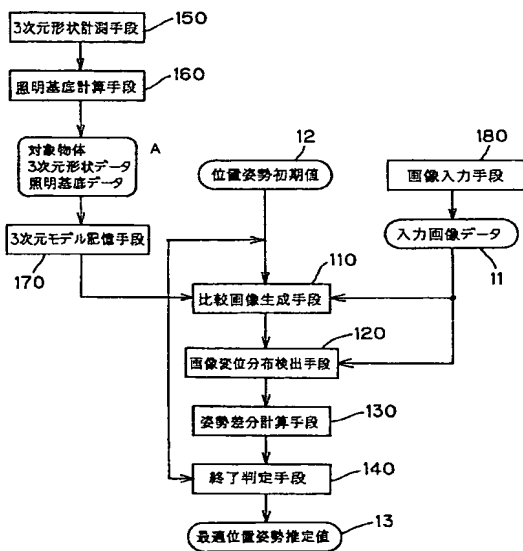 3次元形状計測手段
150
照明基底計算手段
160
対象物体
3次元形状データ
照明基底データ
A
3次元モデル記憶手段
170
12
位置姿勢初期値
180
画像入力手段
入力画像データ
11
110
比較画像生成手段
120
画像変位分布検出手段
130
姿勢差分計算手段
140
終了判定手段
13
最適位置姿勢推定値